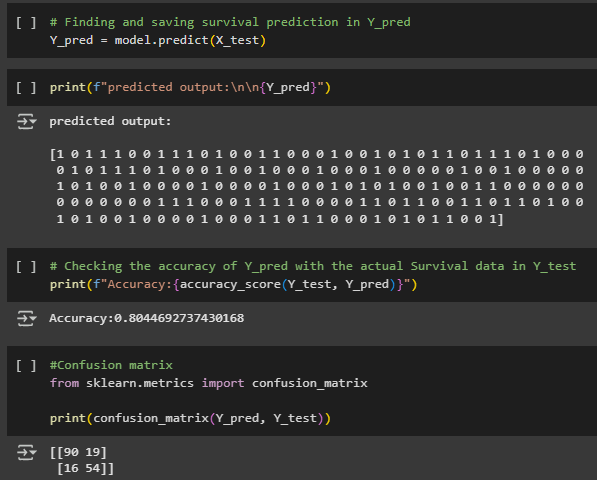 [ ] # Finding and saving survival prediction in Y_pred
Y_pred = model.predict(X_test)
[ ] print(f"predicted output:\n\n{Y_pred}")
predicted output:
[1 0 1 1 1 0 0 1 1 1 0 1 0 0 1 1 0 0 0 1 0 0 1 0 1 0 1 1 0 1 1 1 0 1 0 0 0
0 1 0 1 1 1 0 1 0 0 0 1 0 0 1 0 0 0 1 0 0 0 1 0 0 0 0 0 1 0 0 1 0 0 0 0 0
1 0 1 0 0 1 0 0 0 0 1 0 0 0 0 1 0 0 0 1 0 1 0 1 0 0 1 0 0 1 1 0 0 0 0 0 0
0 0 0 0 0 0 0 1 1 1 0 0 0 1 1 1 1 0 0 0 0 1 1 0 1 1 0 0 1 1 0 1 1 0 1 0 0
1 0 1 0 0 1 0 0 0 0 1 0 0 0 1 1 0 1 1 0 0 0 1 0 1 0 1 1 0 0 1]
[ ] # Checking the accuracy of Y_pred with the actual Survival data in Y_test
print(f"Accuracy:{accuracy_score(Y_test, Y_pred)}")
Accuracy:0.8044692737430168
[ ] #Confusion matrix
from sklearn.metrics import confusion_matrix
print(confusion_matrix(Y_pred, Y_test))
[[90 19]
[16 54]]